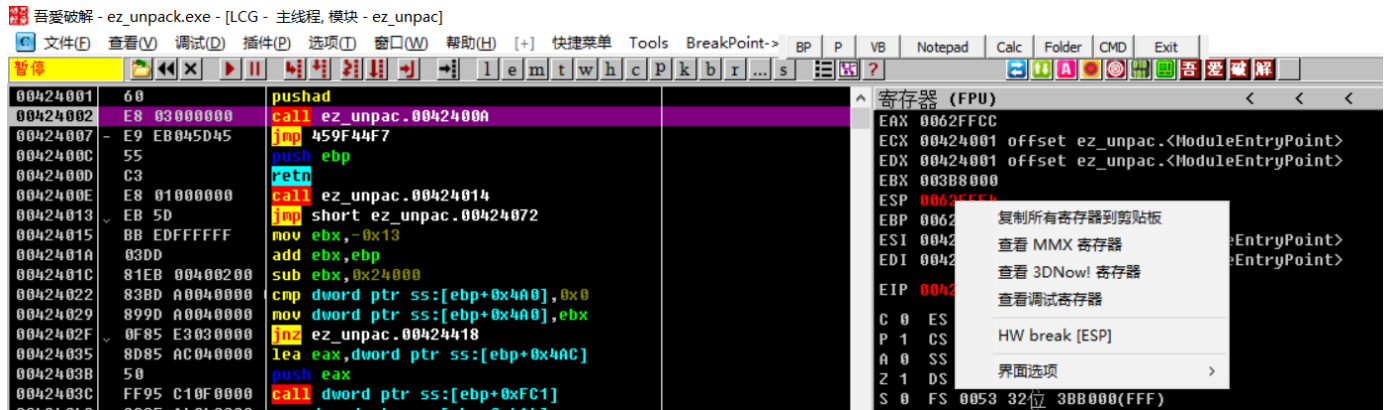 吾愛破解 - ez_unpack.exe - [LCG - 主线程, 模块 - ez_unpac]
C 文件(F) 查看(V) 调试(D) 插件(P) 选项(T) 窗口(W) 帮助(H) [+] 快捷菜单 Tools BreakPoint-> BP P VB Notepad Calc Folder CMD Exit
暂停 l e m t w h c P k b r ... s ? 吾 爱 破 解
00424001 60 pushad
00424002 E8 03000000 call ez_unpac.0042400A
00424007 - E9 EB045D45 jmp 459F44F7
0042400C 55 push ebp
0042400D C3 retn
0042400E E8 01000000 call ez_unpac.00424014
00424013 EB 5D jmp short ez_unpac.00424072
00424015 BB EDFFFFFF mov ebx,-0x13
0042401A 03DD add ebx,ebp
0042401C 81EB 00400200 sub ebx,0x24000
00424022 83BD A0040000 cmp dword ptr ss:[ebp+0x4A0],0x0
00424029 899D A0040000 mov dword ptr ss:[ebp+0x4A0],ebx
0042402F 0F85 E3030000 jnz ez_unpac.00424418
00424035 8D85 AC040000 lea eax,dword ptr ss:[ebp+0x4AC]
0042403B 50 push eax
0042403C FF95 C10F0000 call dword ptr ss:[ebp+0xFC1]
寄存器 (FPU) < < <
EAX 0062FFCC
ECX 00424001 offset ez_unpac.<ModuleEntryPoint>
EDX 00424001 offset ez_unpac.<ModuleEntryPoint>
EBX 003B8000
ESP
EBP 0062
ESI 0042 eEntryPoint>
EDI 0042 eEntryPoint>
EIP 0042
C 0 ES
P 1 CS
A 0 SS
Z 1 DS
S 0 FS 0053 32位 3BB000(FFF)
复制所有寄存器到剪贴板
查看 MMX 寄存器
查看 3DNow! 寄存器
查看调试寄存器
HW break [ESP]
界面选项